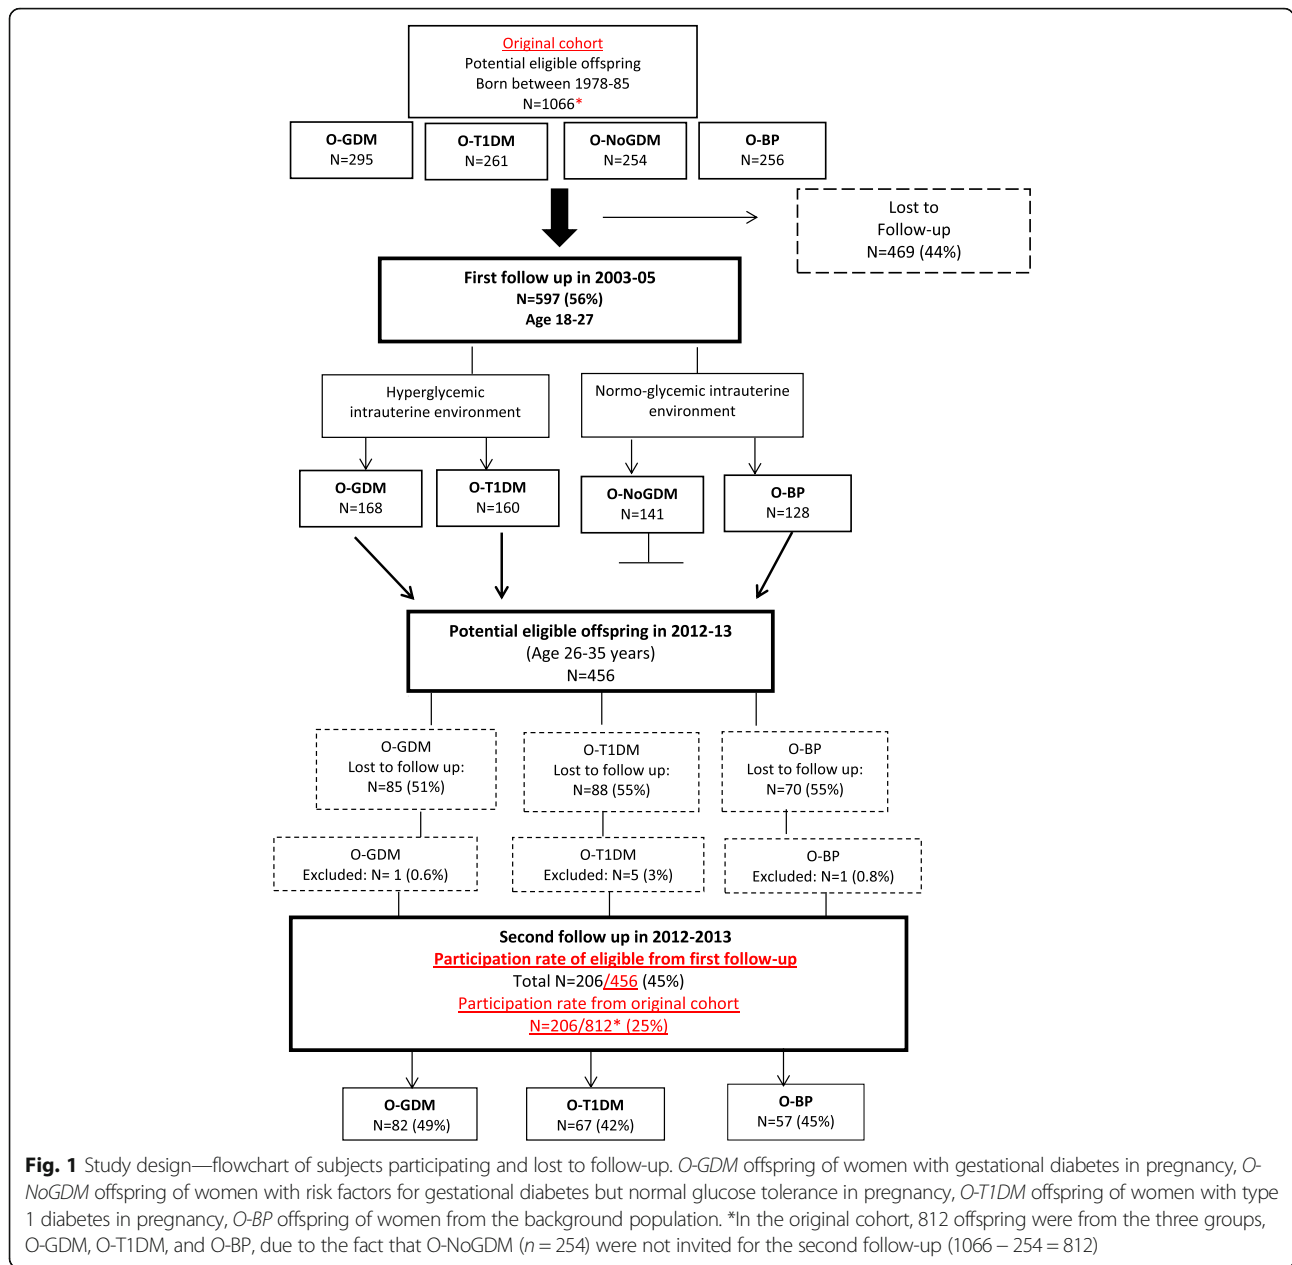 Original cohort
Potential eligible offspring
Born between 1978-85
N=1066*
O-GDM
N=295
O-T1DM
N=261
O-NoGDM
N=254
O-BP
N=256
Lost to
Follow-up
N=469 (44%)
First follow up in 2003-05
N=597 (56%)
Age 18-27
Hyperglycemic
intrauterine environment
Normo-glycemic intrauterine
environment
O-GDM
N=168
O-T1DM
N=160
O-NoGDM
N=141
O-BP
N=128
Potential eligible offspring in 2012-13
(Age 26-35 years)
N=456
O-GDM
Lost to follow up:
N=85 (51%)
O-T1DM
Lost to follow up:
N=88 (55%)
O-BP
Lost to follow up:
N=70 (55%)
O-GDM
Excluded: N= 1 (0.6%)
O-T1DM
Excluded: N=5 (3%)
O-BP
Excluded: N=1 (0.8%)
Second follow up in 2012-2013
Participation rate of eligible from first follow-up
Total N=206/456 (45%)
Participation rate from original cohort
N=206/812* (25%)
O-GDM
N=82 (49%)
O-T1DM
N=67 (42%)
O-BP
N=57 (45%)
Fig. 1 Study design—flowchart of subjects participating and lost to follow-up. O-GDM offspring of women with gestational diabetes in pregnancy, O-
NoGDM offspring of women with risk factors for gestational diabetes but normal glucose tolerance in pregnancy, O-T1DM offspring of women with type
1 diabetes in pregnancy, O-BP offspring of women from the background population. *In the original cohort, 812 offspring were from the three groups,
O-GDM, O-T1DM, and O-BP, due to the fact that O-NoGDM (n = 254) were not invited for the second follow-up (1066 − 254 = 812)